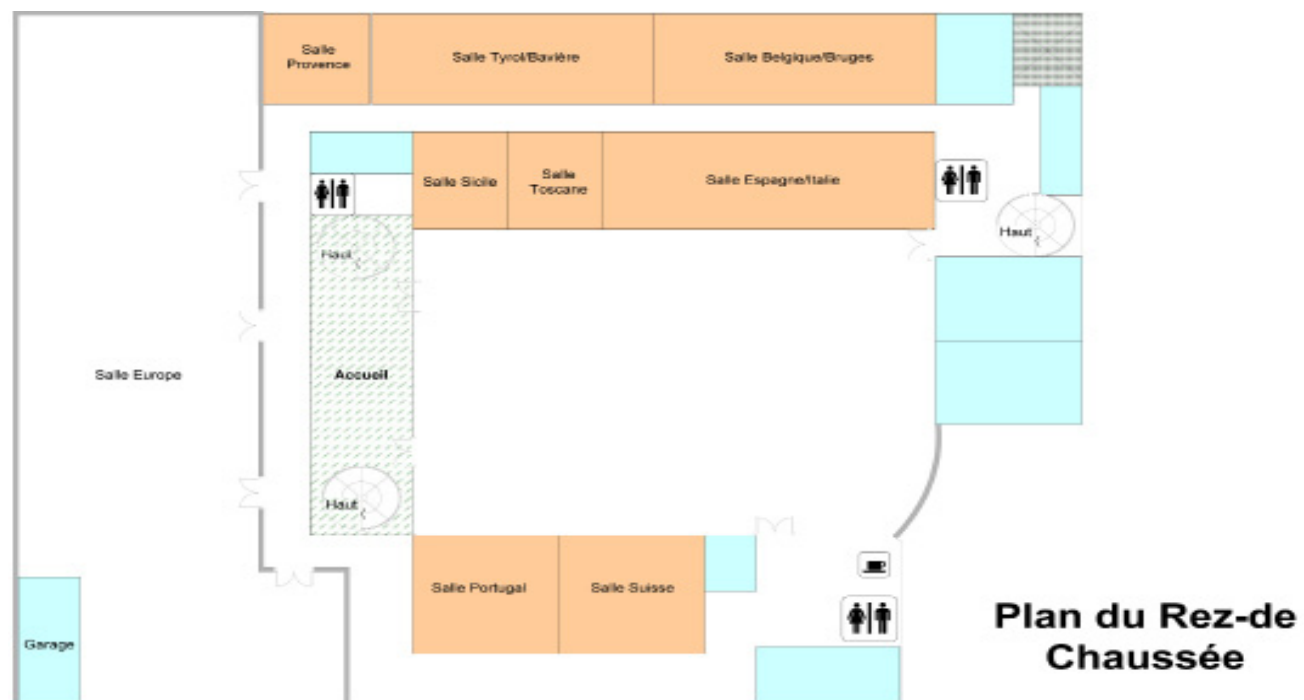 Salle
Provence
Salle Tyrol/Bavière
Salle Belgique/Bruges
Salle Sicile
Salle
Toscane
Salle Espagne/Italie
Haut
Haut
Salle Europe
Accueil
Haut
Salle Portugal
Salle Suisse
Garage
Plan du Rez-de
Chaussée